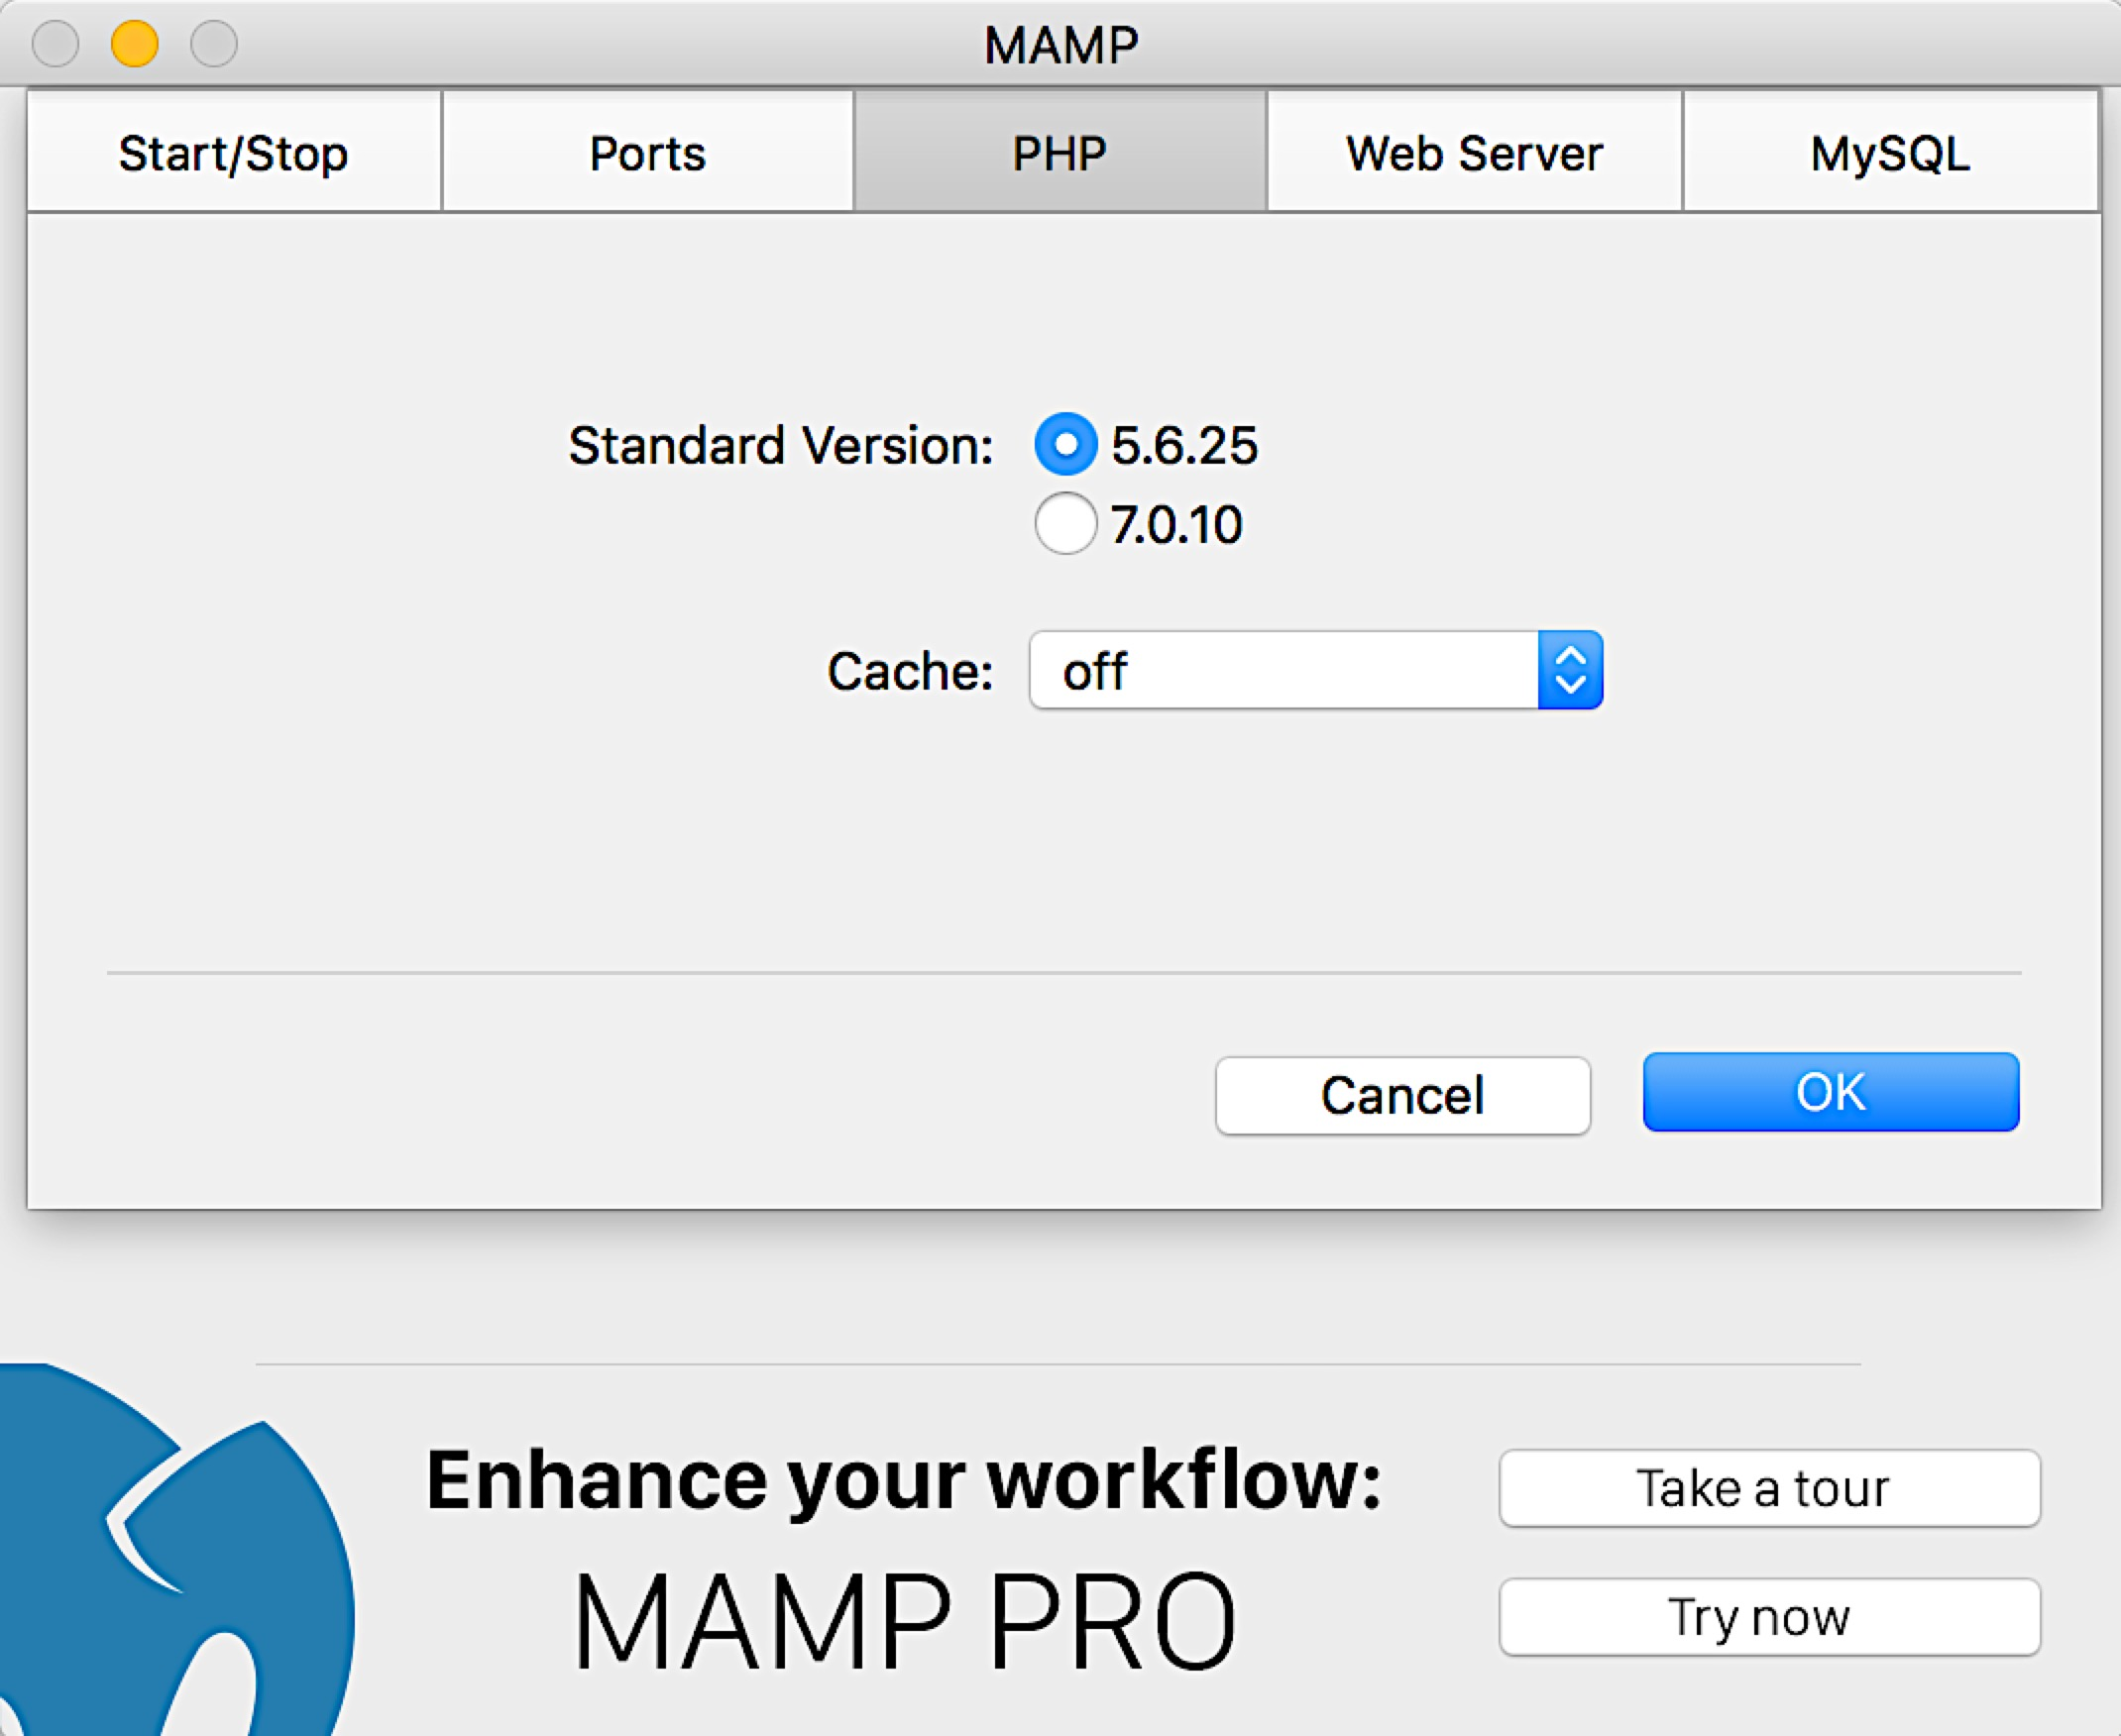 MAMP
Start/Stop Ports PHP Web Server MySQL
Standard Version: 5.6.25
7.0.10
Cache: off
Cancel OK
Enhance your workflow: Take a tour
MAMP PRO Try now